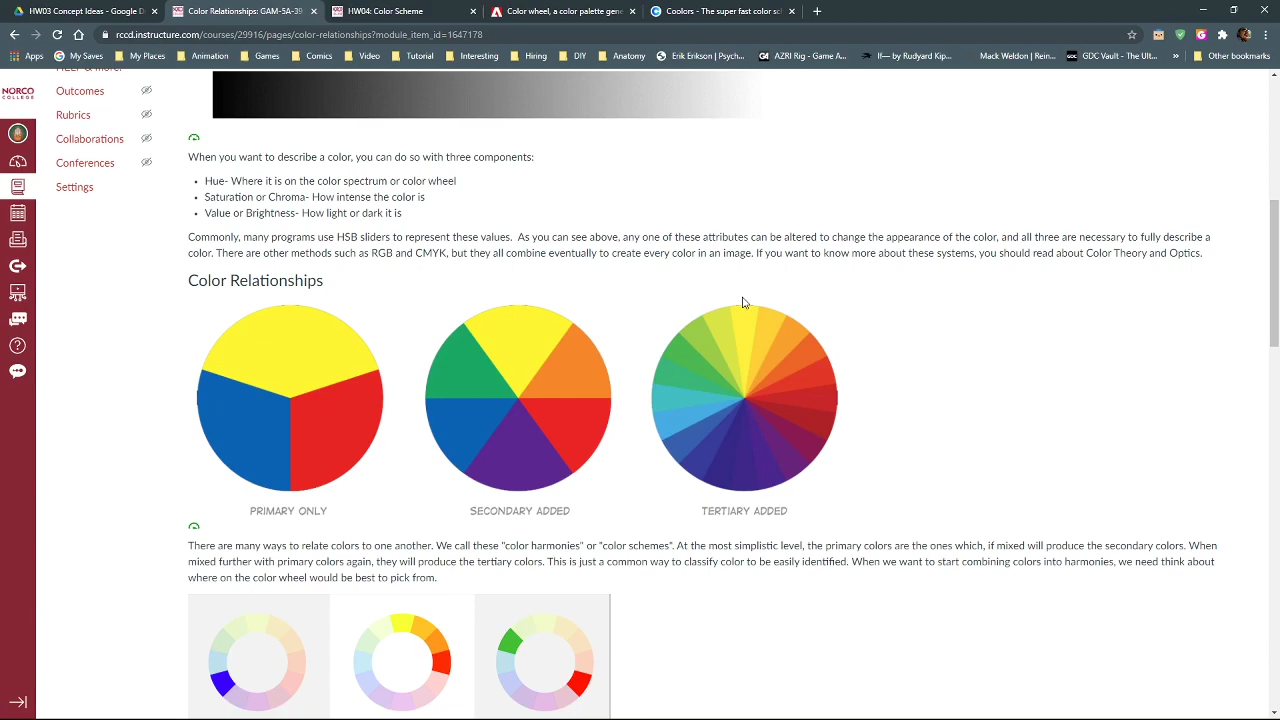 HW03 Concept Ideas - Google D
Color Relationships: GAM-5A-39
HW04: Color Scheme
Color wheel, a color palette gene
Coolors - The super fast color sc
rccd.instructure.com/courses/29916/pages/color-relationships?module_item_id=1647178
Apps
My Saves
My Places
Animation
Games
Comics
Video
Tutorial
Interesting
Hiring
DIY
Anatomy
Erik Erikson | Psych...
AZRI Rig - Game A...
If— by Rudyard Kip...
Mack Weldon | Rein...
GDC Vault - The Ult...
Other bookmarks
NORCO
COLLEGE
HELP & more!
Outcomes
Rubrics
Collaborations
Conferences
Settings
When you want to describe a color, you can do so with three components:
Hue- Where it is on the color spectrum or color wheel
Saturation or Chroma- How intense the color is
Value or Brightness- How light or dark it is
Commonly, many programs use HSB sliders to represent these values. As you can see above, any one of these attributes can be altered to change the appearance of the color, and all three are necessary to fully describe a
color. There are other methods such as RGB and CMYK, but they all combine eventually to create every color in an image. If you want to know more about these systems, you should read about Color Theory and Optics.
Color Relationships
PRIMARY ONLY
SECONDARY ADDED
TERTIARY ADDED
There are many ways to relate colors to one another. We call these "color harmonies" or "color schemes". At the most simplistic level, the primary colors are the ones which, if mixed will produce the secondary colors. When
mixed further with primary colors again, they will produce the tertiary colors. This is just a common way to classify color to be easily identified. When we want to start combining colors into harmonies, we need think about
where on the color wheel would be best to pick from.